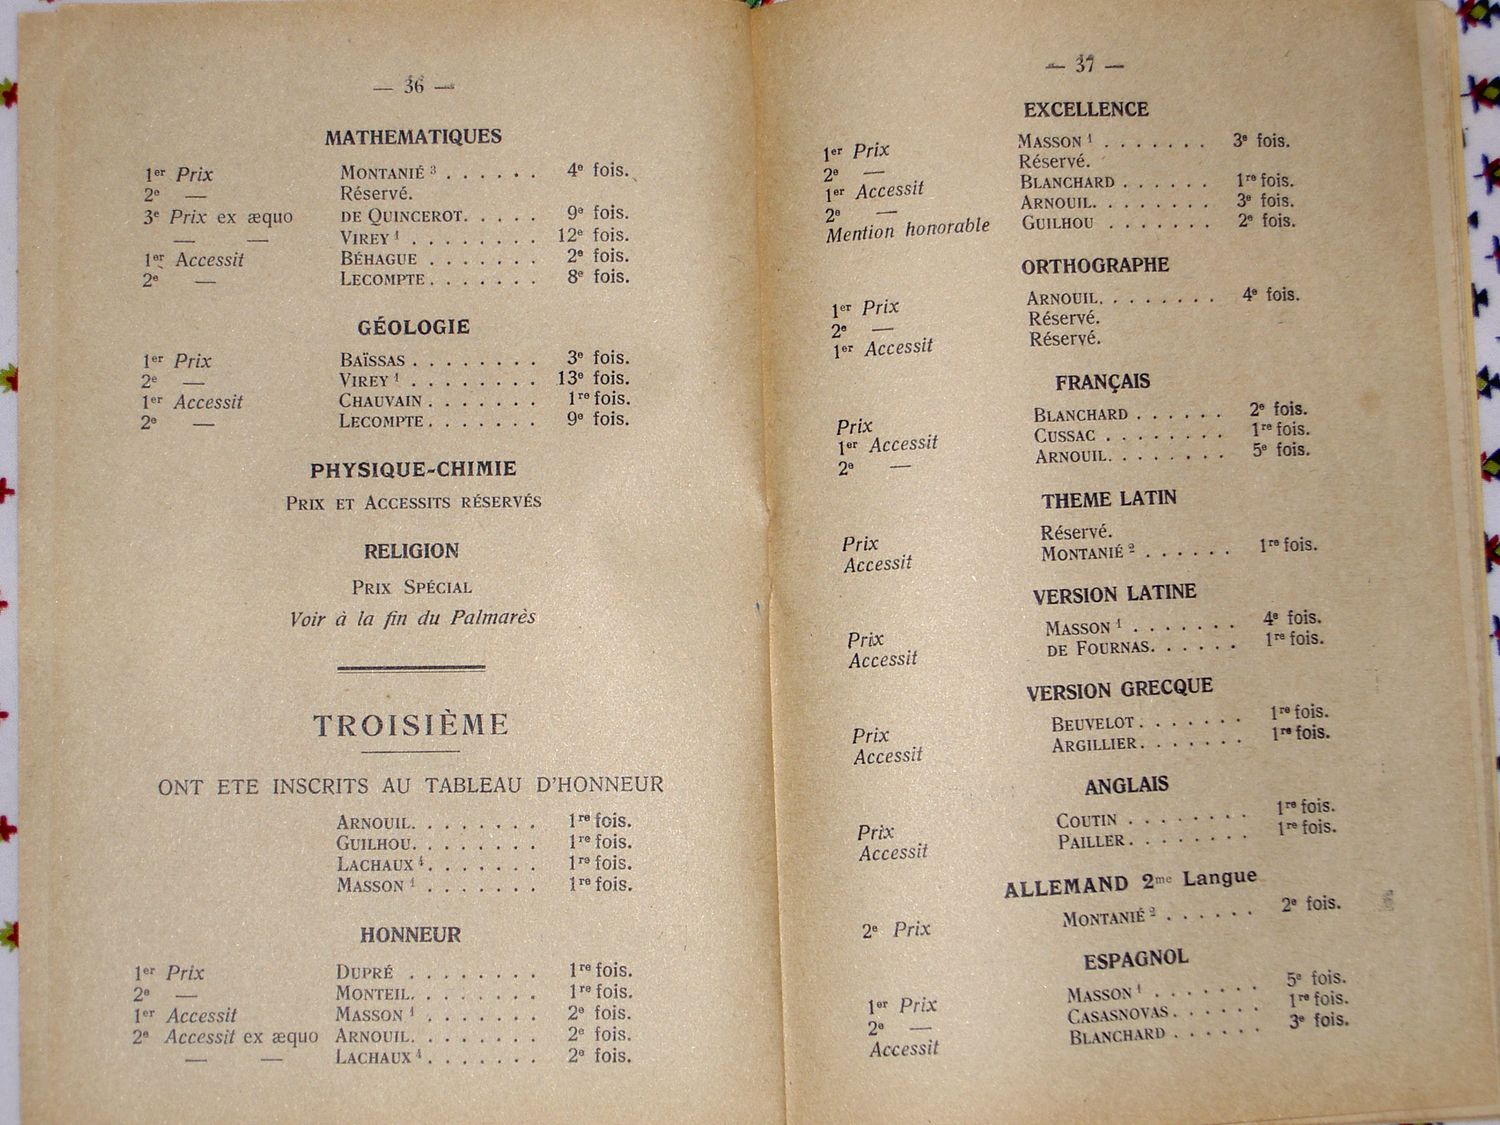 — 36 —
MATHEMATIQUES
1er Prix MONTANIÉ 3 . . . . . . 4e fois.
2e — Réservé.
3e Prix ex æquo DE QUINCEROT. . . . . 9e fois.
— — VIREY 1 . . . . . . . . 12e fois.
1er Accessit BÉHAGUE . . . . . . . 2e fois.
2e — LECOMPTE. . . . . . . 8e fois.
GÉOLOGIE
1er Prix BAÏSSAS . . . . . . . . 3e fois.
2e — VIREY 1 . . . . . . . . 13e fois.
1er Accessit CHAUVAIN . . . . . . . 1re fois.
2e — LECOMPTE. . . . . . . 9e fois.
PHYSIQUE-CHIMIE
PRIX ET ACCESSITS RÉSERVÉS
RELIGION
PRIX SPÉCIAL
Voir à la fin du Palmarès
TROISIÈME
ONT ETE INSCRITS AU TABLEAU D'HONNEUR
ARNOUIL. . . . . . . . 1re fois.
GUILHOU. . . . . . . . 1re fois.
LACHAUX 4. . . . . . . 1re fois.
MASSON 1 . . . . . . . 1re fois.
HONNEUR
1er Prix DUPRÉ . . . . . . . . 1re fois.
2e — MONTEIL. . . . . . . . 1re fois.
1er Accessit MASSON 1 . . . . . . . 2e fois.
2e Accessit ex æquo ARNOUIL. . . . . . . . 2e fois.
— — LACHAUX 4. . . . . . . 2e fois.
— 37 —
EXCELLENCE
1er Prix MASSON 1 . . . . . . . 3e fois.
2e — Réservé.
1er Accessit BLANCHARD . . . . . . 1re fois.
2e — ARNOUIL. . . . . . . . 3e fois.
Mention honorable GUILHOU . . . . . . . 2e fois.
ORTHOGRAPHE
1er Prix ARNOUIL. . . . . . . . 4e fois.
2e — Réservé.
1er Accessit Réservé.
FRANÇAIS
Prix BLANCHARD . . . . . . 2e fois.
1er Accessit CUSSAC . . . . . . . . 1re fois.
2e — ARNOUIL. . . . . . . . 5e fois.
THEME LATIN
Prix Réservé.
Accessit MONTANIÉ 2 . . . . . . 1re fois.
VERSION LATINE
Prix MASSON 1 . . . . . . . 4e fois.
Accessit DE FOURNAS. . . . . . 1re fois.
VERSION GRECQUE
Prix BEUVELOT. . . . . . . 1re fois.
Accessit ARGILLIER. . . . . . . 1re fois.
ANGLAIS
Prix COUTIN . . . . . . . . 1re fois.
Accessit PAILLER. . . . . . . . 1re fois.
ALLEMAND 2me Langue
2e Prix MONTANIÉ 2 . . . . . . 2e fois.
ESPAGNOL
1er Prix MASSON 1 . . . . . . . 5e fois.
2e — CASASNOVAS. . . . . . 1re fois.
Accessit BLANCHARD . . . . . . 3e fois.